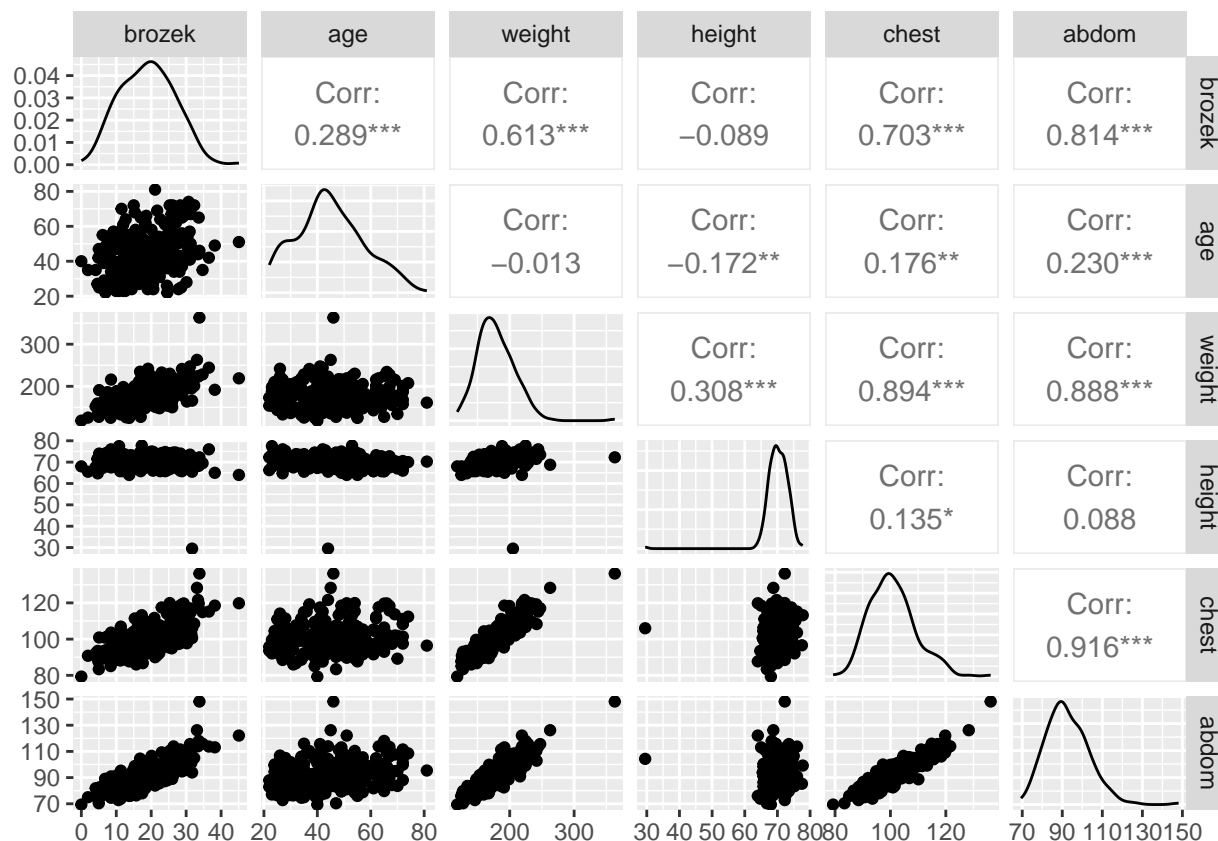 brozek age weight height chest abdom
0.04
0.03
0.02
0.01
0.00
Corr:
0.289***
Corr:
0.613***
Corr:
−0.089
Corr:
0.703***
Corr:
0.814***
brozek
80
60
40
20
Corr:
−0.013
Corr:
−0.172**
Corr:
0.176**
Corr:
0.230***
age
300
200
Corr:
0.308***
Corr:
0.894***
Corr:
0.888***
weight
80
70
60
50
40
30
Corr:
0.135*
Corr:
0.088
height
120
100
80
Corr:
0.916***
chest
150
130
110
90
70
abdom
0 10 20 30 40 20 40 60 80 200 300 30 40 50 60 70 80 80 100 120 70 90 110 130 150